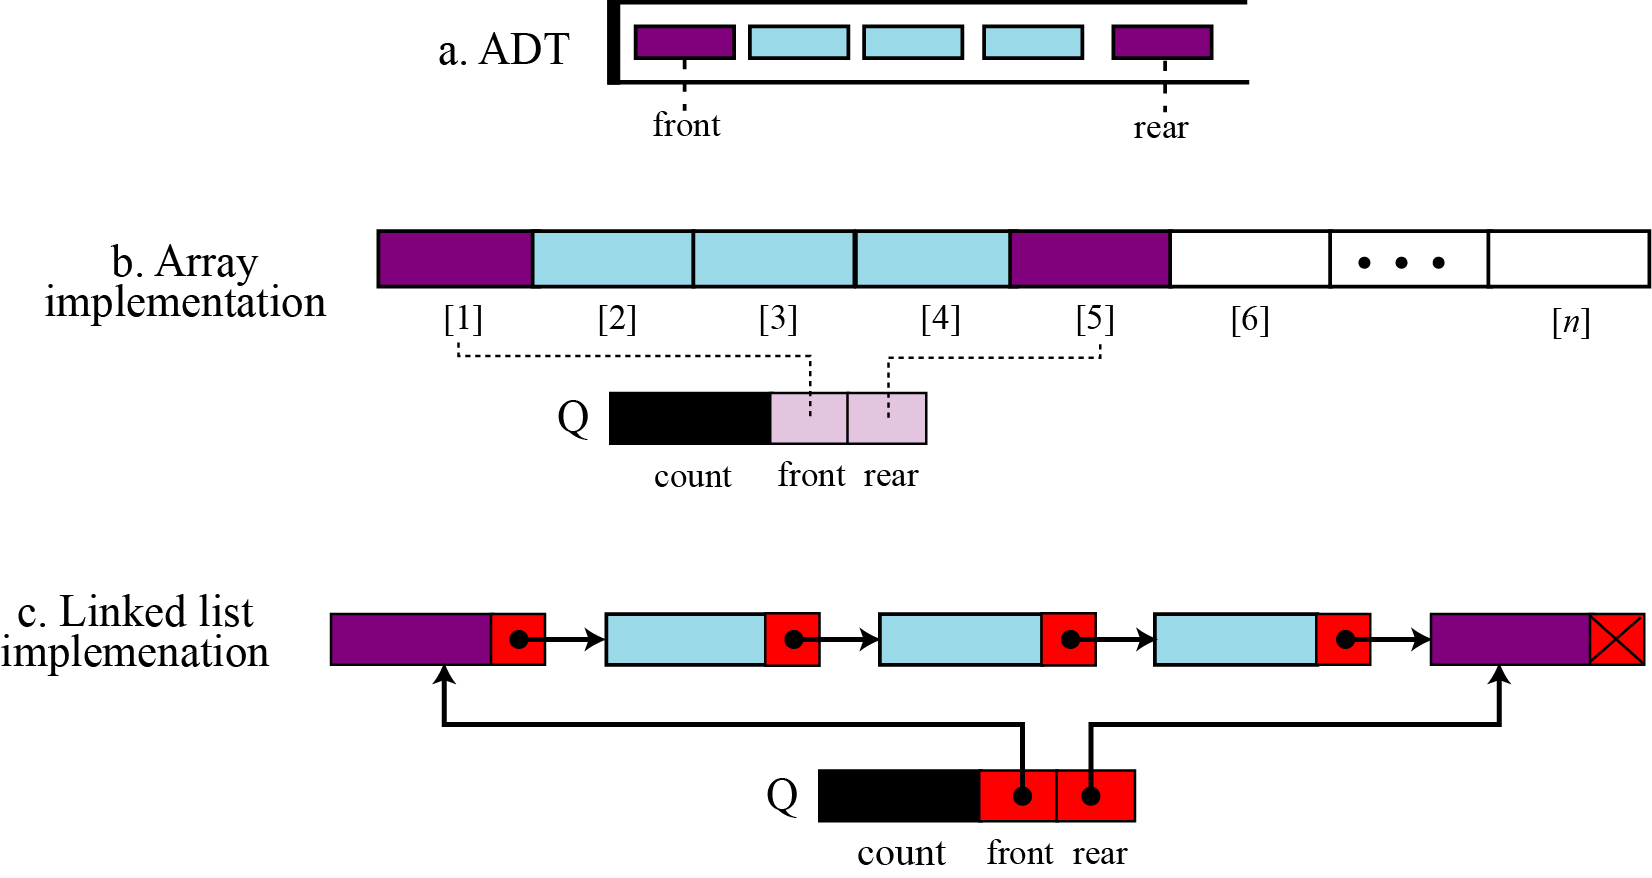 a. ADT
front
rear
b. Array
implementation
[1] [2] [3] [4] [5] [6] [n]
Q
count front rear
c. Linked list
implemenation
Q
count front rear